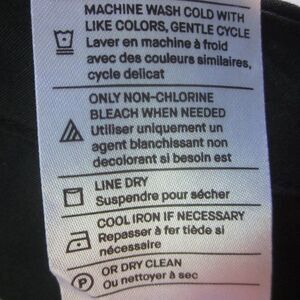 MACHINE WASH COLD WITH
LIKE COLORS, GENTLE CYCLE
Laver en machine à froid
avec des couleurs similaires,
cycle délicat
ONLY NON-CHLORINE
BLEACH WHEN NEEDED
Utiliser uniquement un
agent blanchissant non
decolorant si besoin est
LINE DRY
Suspendre pour sécher
COOL IRON IF NECESSARY
Repasser à fer tiède si
nécessaire
P
OR DRY CLEAN
Ou nettoyer à sec